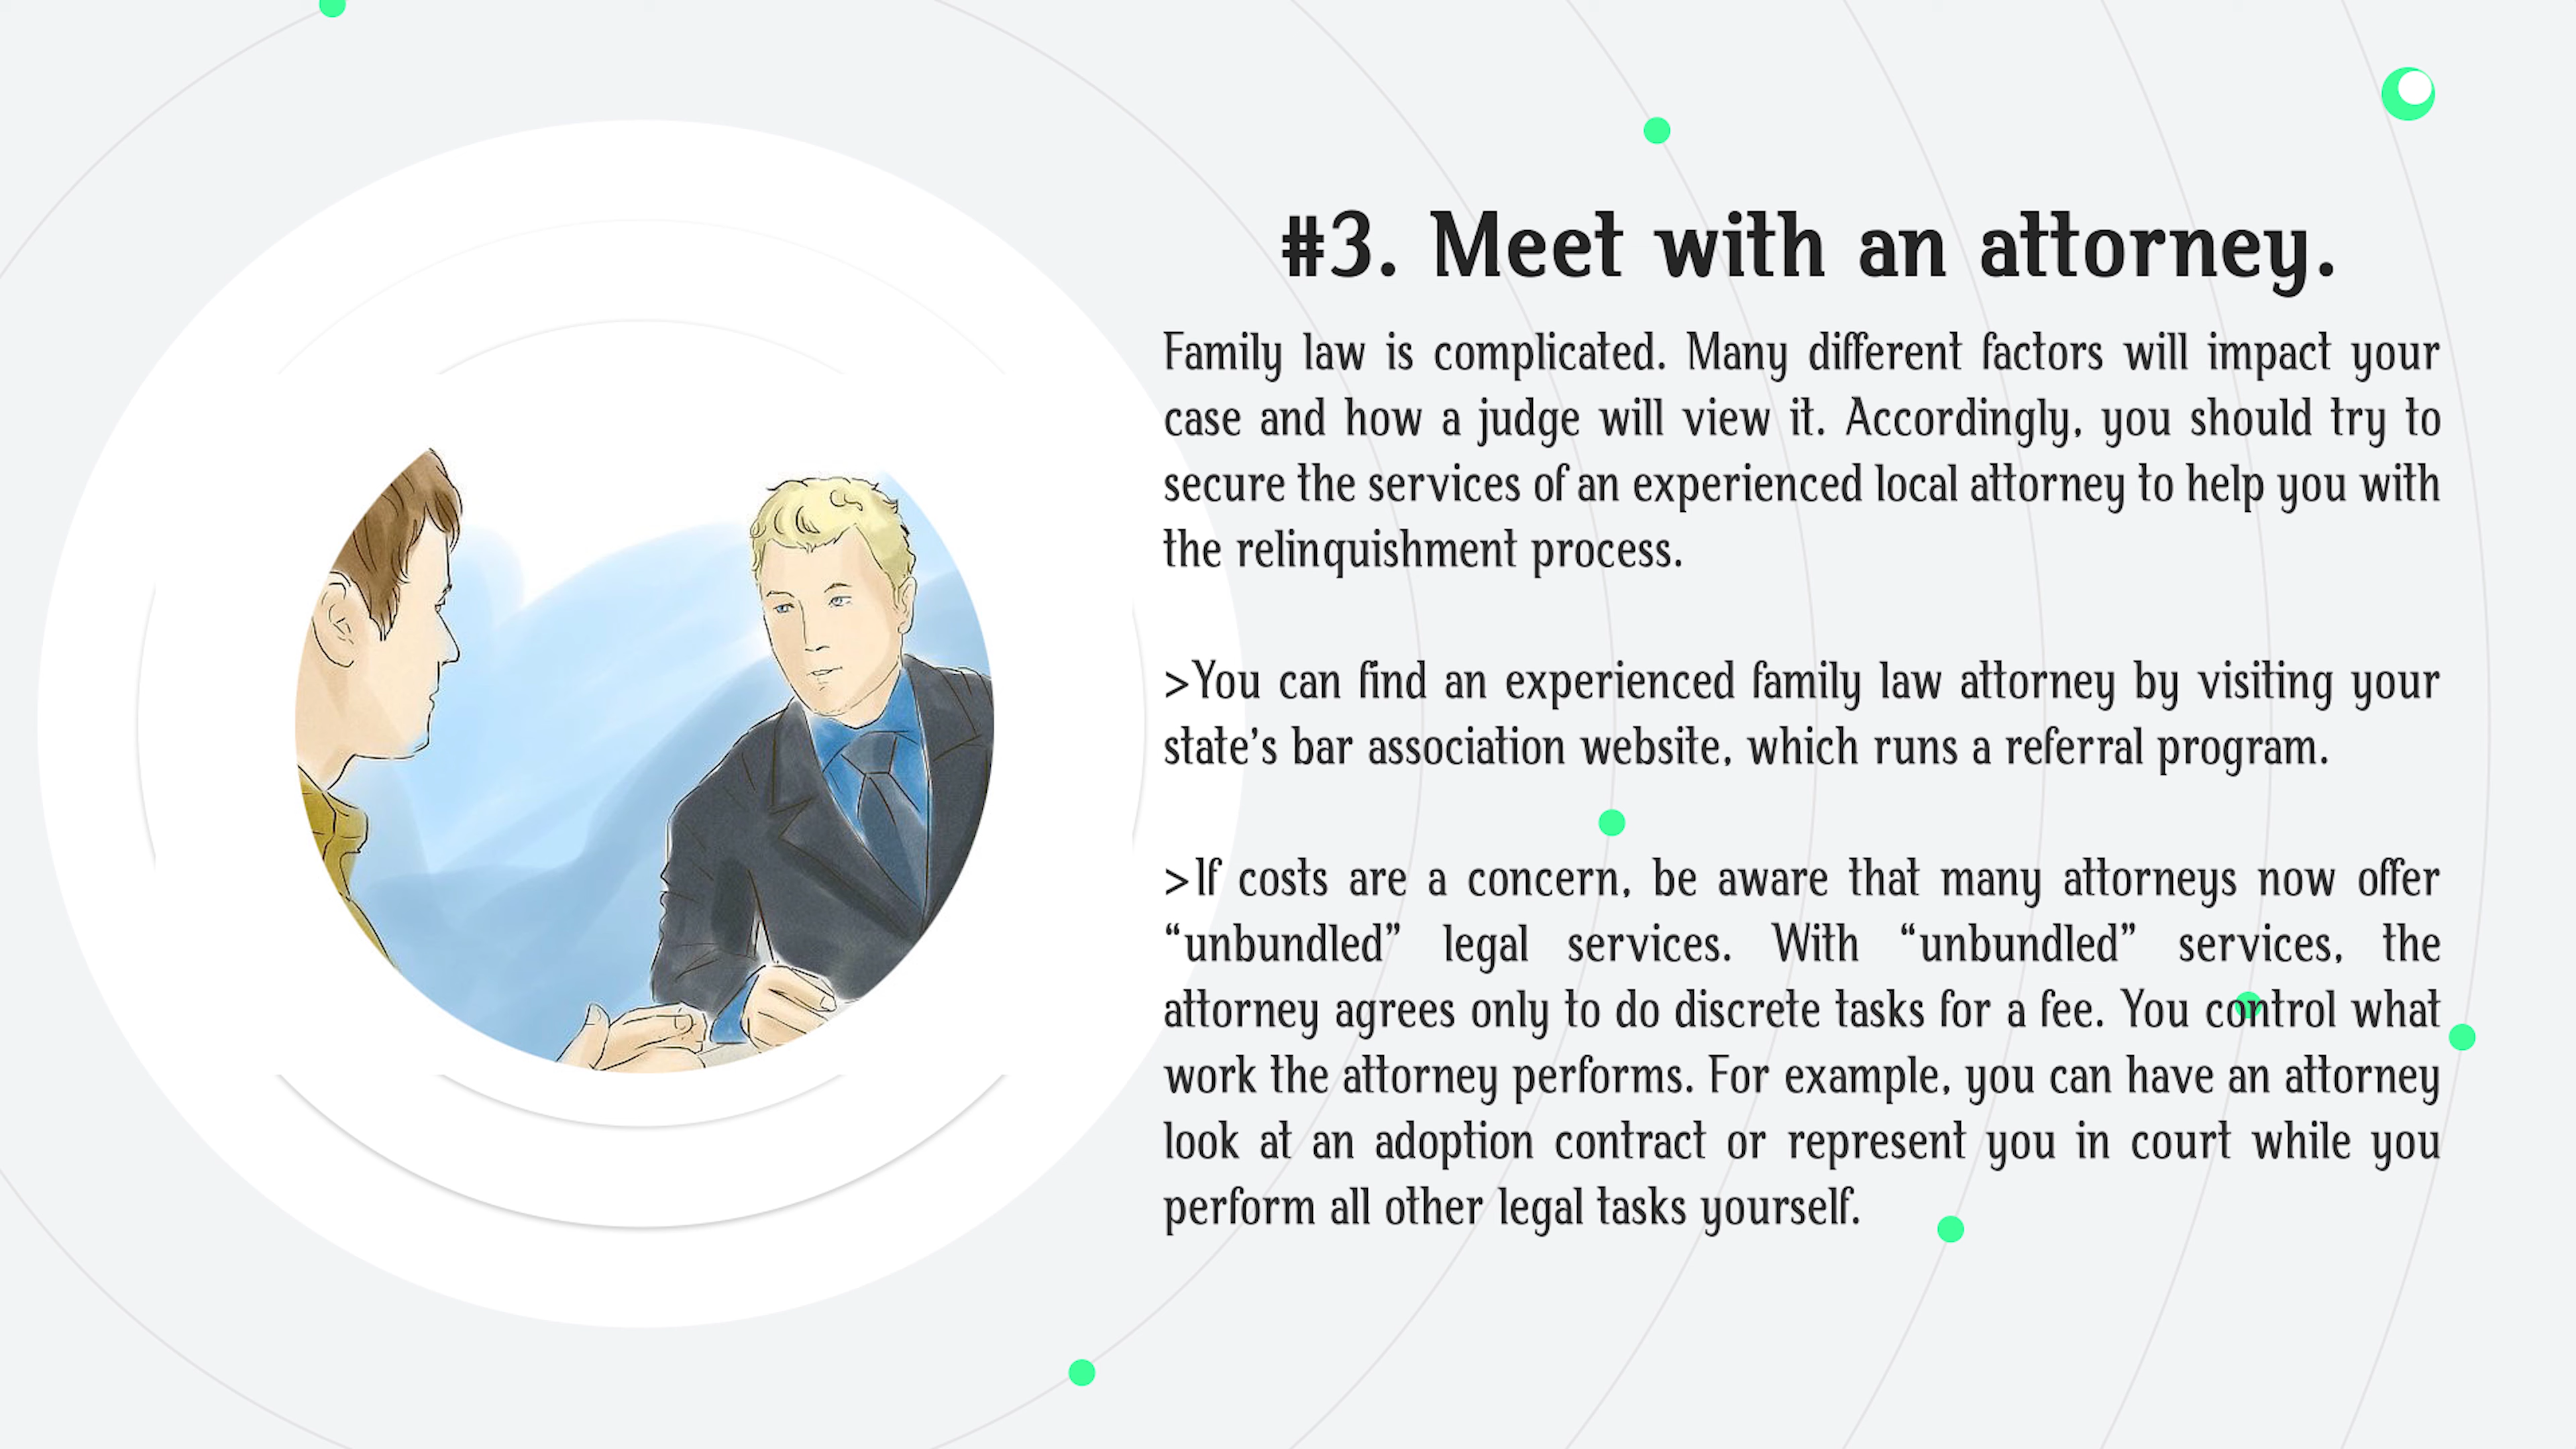 #3. Meet with an attorney.
Family law is complicated. Many different factors will impact your
case and how a judge will view it. Accordingly, you should try to
secure the services of an experienced local attorney to help you with
the relinquishment process.
>You can find an experienced family law attorney by visiting your
state's bar association website, which runs a referral program.
>If costs are a concern, be aware that many attorneys now offer
“unbundled” legal services. With “unbundled” services, the
attorney agrees only to do discrete tasks for a fee. You control what
work the attorney performs. For example, you can have an attorney
look at an adoption contract or represent you in court while you
perform all other legal tasks yourself.